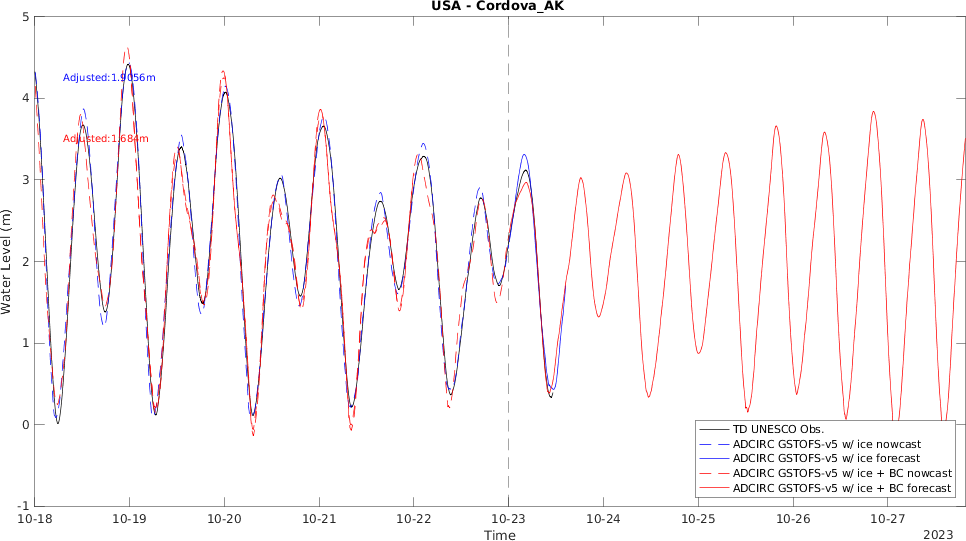 USA - Cordova_AK
5
4
3
2
1
0
-1
Water Level (m)
Adjusted:1.9056m
Adjusted:1.684m
TD UNESCO Obs.
ADCIRC GSTOFS-v5 w/ ice nowcast
ADCIRC GSTOFS-v5 w/ ice forecast
ADCIRC GSTOFS-v5 w/ ice + BC nowcast
ADCIRC GSTOFS-v5 w/ ice + BC forecast
10-18 10-19 10-20 10-21 10-22 10-23 10-24 10-25 10-26 10-27
Time
2023